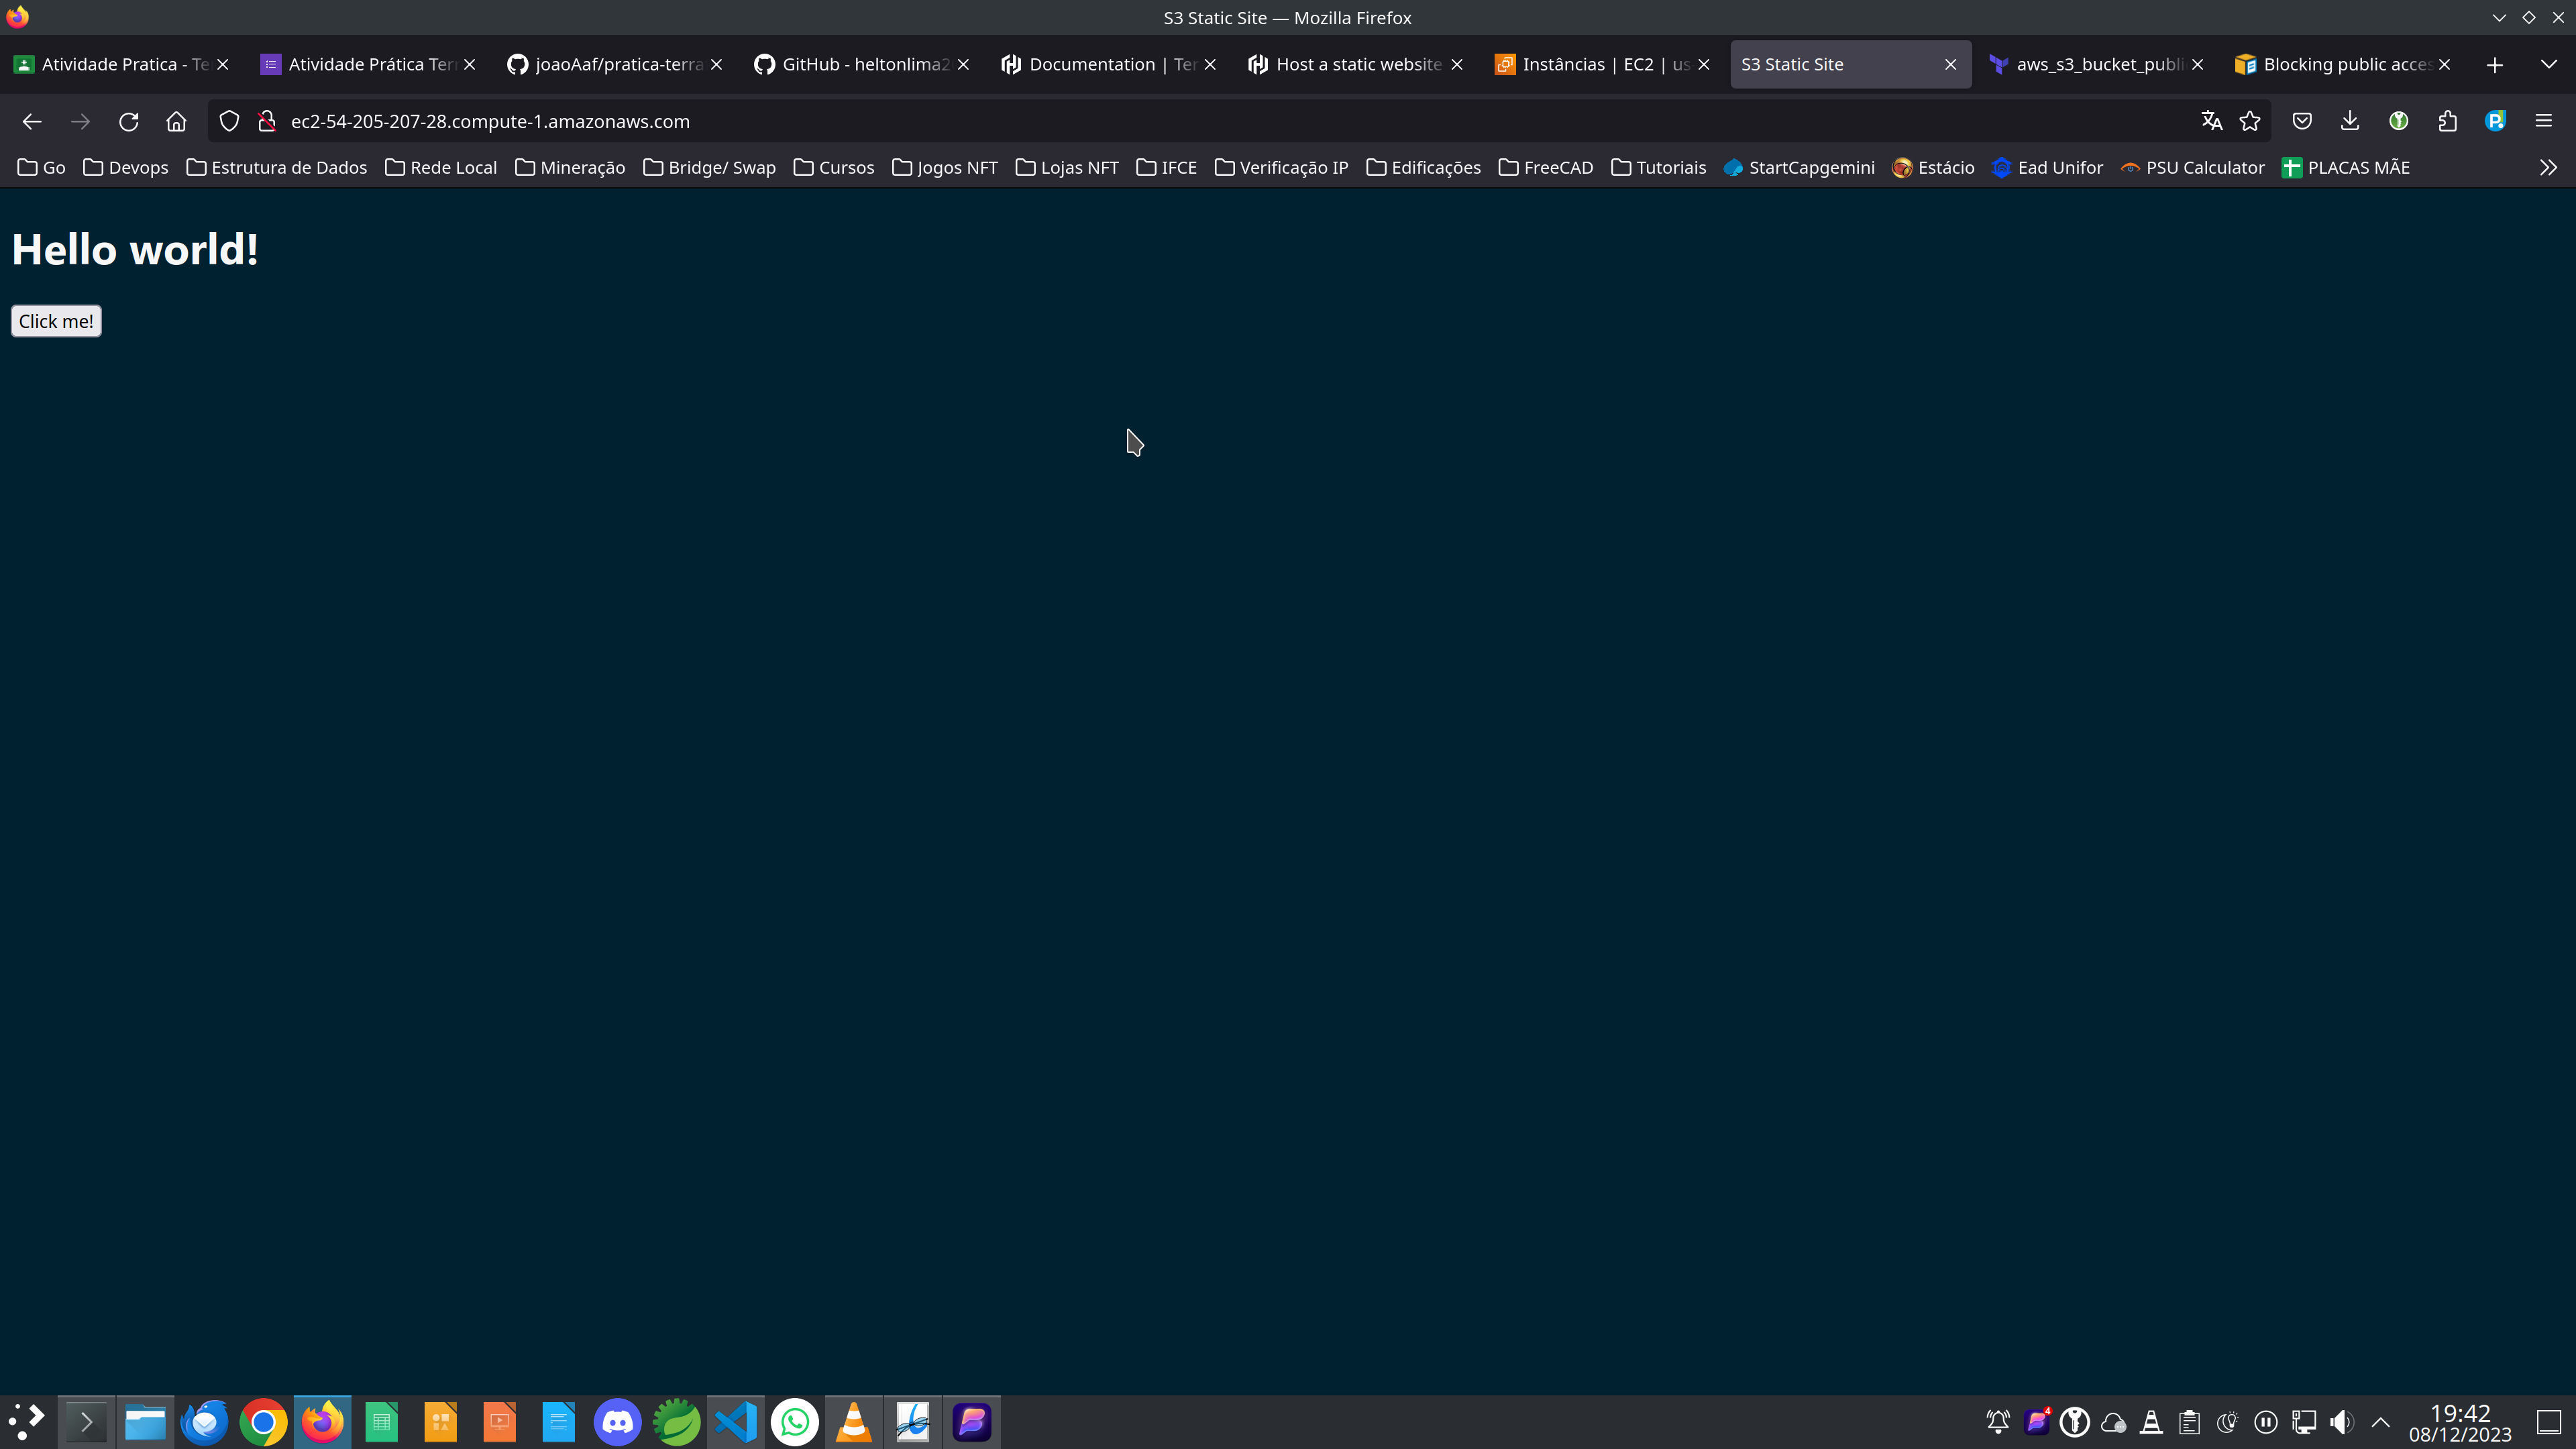 S3 Static Site — Mozilla Firefox
Atividade Pratica - Te
Atividade Prática Terr
joaoAaf/pratica-terra
GitHub - heltonlima2
Documentation | Ter
Host a static website
Instâncias | EC2 | us
S3 Static Site
aws_s3_bucket_publi
Blocking public acces
ec2-54-205-207-28.compute-1.amazonaws.com
Go Devops Estrutura de Dados Rede Local Mineração Bridge/ Swap Cursos Jogos NFT Lojas NFT IFCE Verificação IP Edificações FreeCAD Tutoriais StartCapgemini Estácio Ead Unifor PSU Calculator PLACAS MÃE
Hello world!
Click me!
4
19:42
08/12/2023